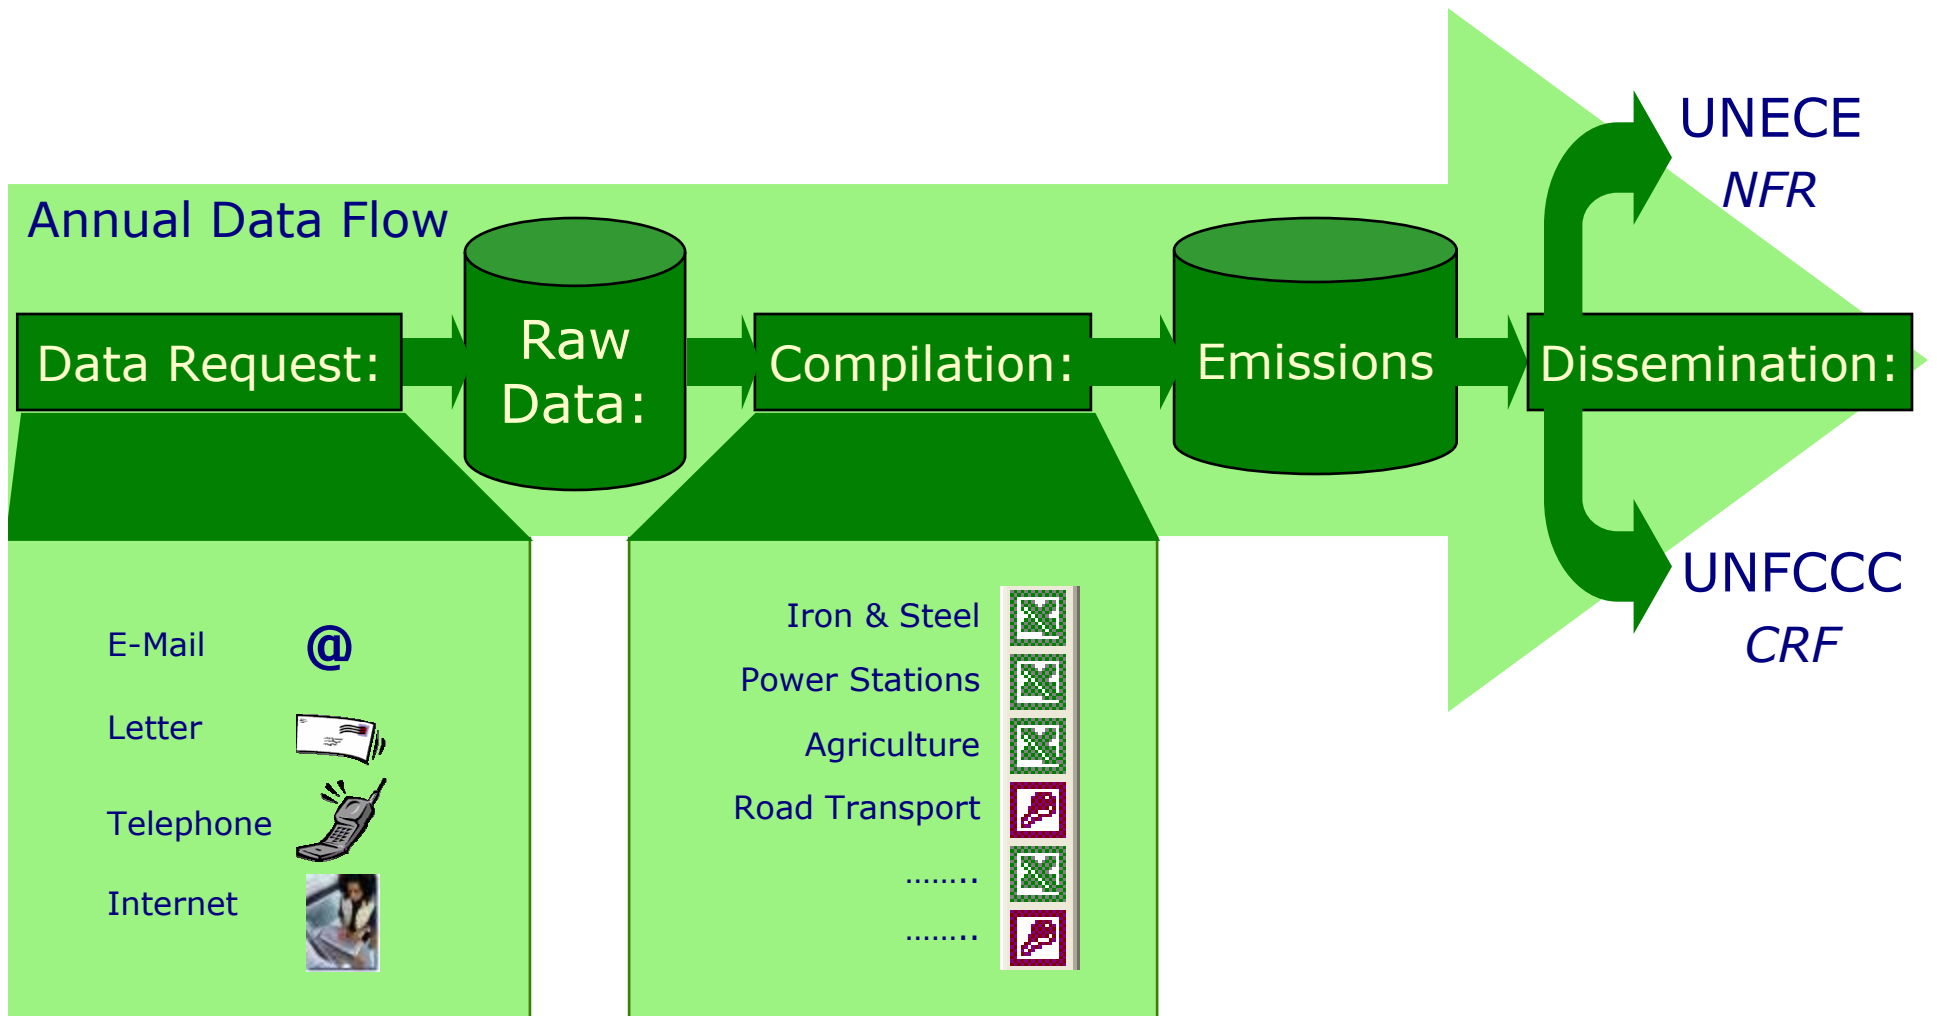 Annual Data Flow
Data Request:
Raw
Data:
Compilation:
Emissions
Dissemination:
UNECE
NFR
UNFCCC
CRF
E-Mail @
Letter
Telephone
Internet
Iron & Steel
Power Stations
Agriculture
Road Transport
……..
……..